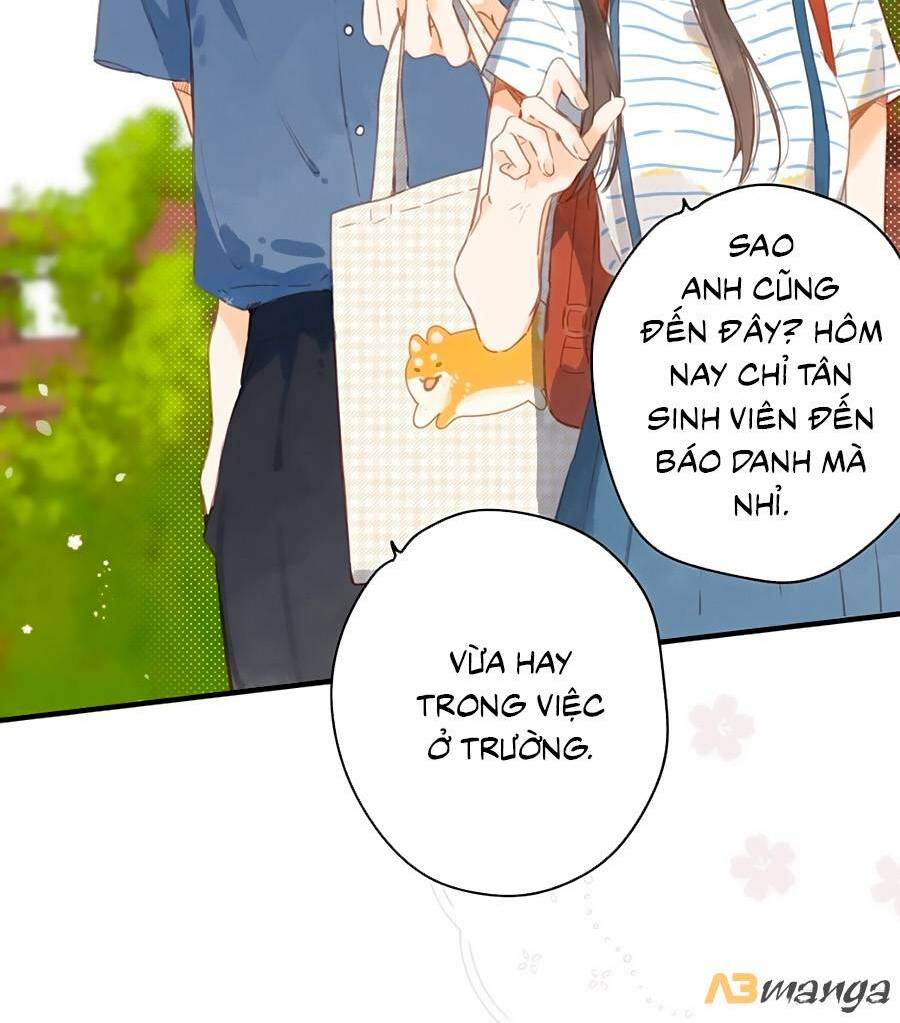 SAO
ANH CŨNG
ĐẾN ĐÂY? HÔM
NAY CHỈ TÂN
SINH VIÊN ĐẾN
BÁO DANH MÀ
NHỈ.
VỪA HAY
TRONG VIỆC
Ở TRƯỜNG.
A3manga